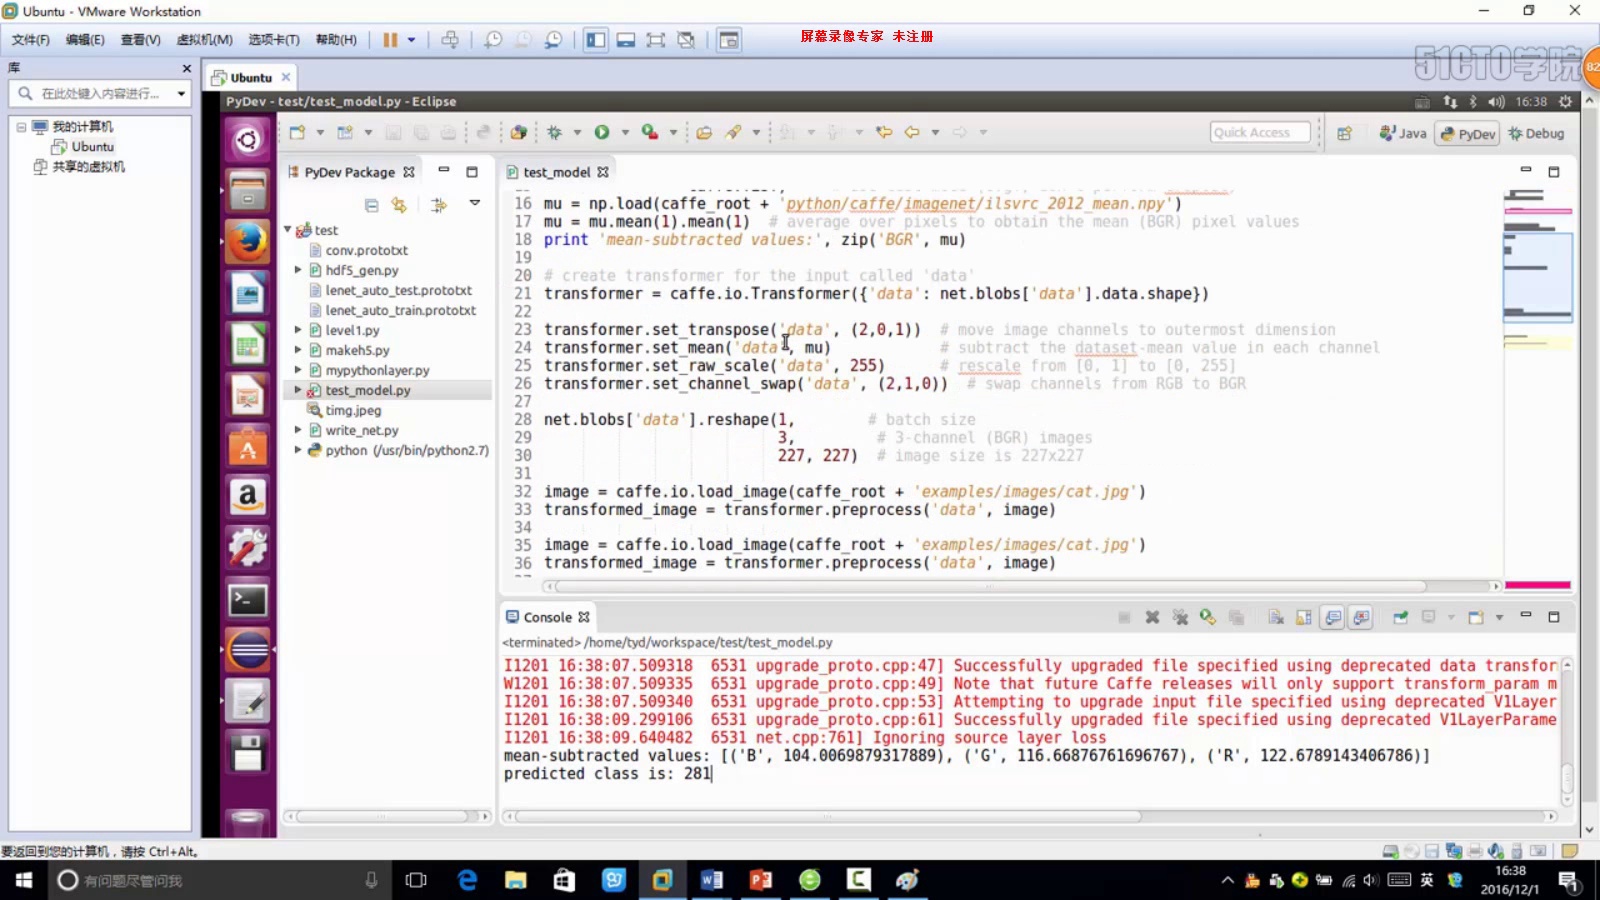 Ubuntu - VMware Workstation
文件(F) 编辑(E) 查看(V) 虚拟机(M) 选项卡(T) 帮助(H)
屏幕录像专家 未注册
51CTO学院
82
库
在此处键入内容进行...
我的计算机
Ubuntu
共享的虚拟机
Ubuntu
PyDev - test/test_model.py - Eclipse
16:38
Quick Access
Java
PyDev
Debug
PyDev Package
test
conv.prototxt
hdf5_gen.py
lenet_auto_test.prototxt
lenet_auto_train.prototxt
level1.py
makeh5.py
mypythonlayer.py
test_model.py
timg.jpeg
write_net.py
python (/usr/bin/python2.7)
test_model
16 mu = np.load(caffe_root + 'python/caffe/imagenet/ilsvrc_2012_mean.npy')
17 mu = mu.mean(1).mean(1)  # average over pixels to obtain the mean (BGR) pixel values
18 print 'mean-subtracted values:', zip('BGR', mu)
19
20 # create transformer for the input called 'data'
21 transformer = caffe.io.Transformer({'data': net.blobs['data'].data.shape})
22
23 transformer.set_transpose('data', (2,0,1))  # move image channels to outermost dimension
24 transformer.set_mean('data', mu)            # subtract the dataset-mean value in each channel
25 transformer.set_raw_scale('data', 255)      # rescale from [0, 1] to [0, 255]
26 transformer.set_channel_swap('data', (2,1,0))  # swap channels from RGB to BGR
27
28 net.blobs['data'].reshape(1,        # batch size
29                           3,         # 3-channel (BGR) images
30                           227, 227)  # image size is 227x227
31
32 image = caffe.io.load_image(caffe_root + 'examples/images/cat.jpg')
33 transformed_image = transformer.preprocess('data', image)
34
35 image = caffe.io.load_image(caffe_root + 'examples/images/cat.jpg')
36 transformed_image = transformer.preprocess('data', image)
Console
<terminated> /home/tyd/workspace/test/test_model.py
I1201 16:38:07.509318  6531 upgrade_proto.cpp:47] Successfully upgraded file specified using deprecated data transfor
W1201 16:38:07.509335  6531 upgrade_proto.cpp:49] Note that future Caffe releases will only support transform_param m
I1201 16:38:07.509340  6531 upgrade_proto.cpp:53] Attempting to upgrade input file specified using deprecated V1Layer
I1201 16:38:09.299106  6531 upgrade_proto.cpp:61] Successfully upgraded file specified using deprecated V1LayerParame
I1201 16:38:09.640482  6531 net.cpp:761] Ignoring source layer loss
mean-subtracted values: [('B', 104.0069879317889), ('G', 116.66876761696767), ('R', 122.6789143406786)]
predicted class is: 281
要返回到您的计算机，请按 Ctrl+Alt。
有问题尽管问我
英
16:38
2016/12/1
1